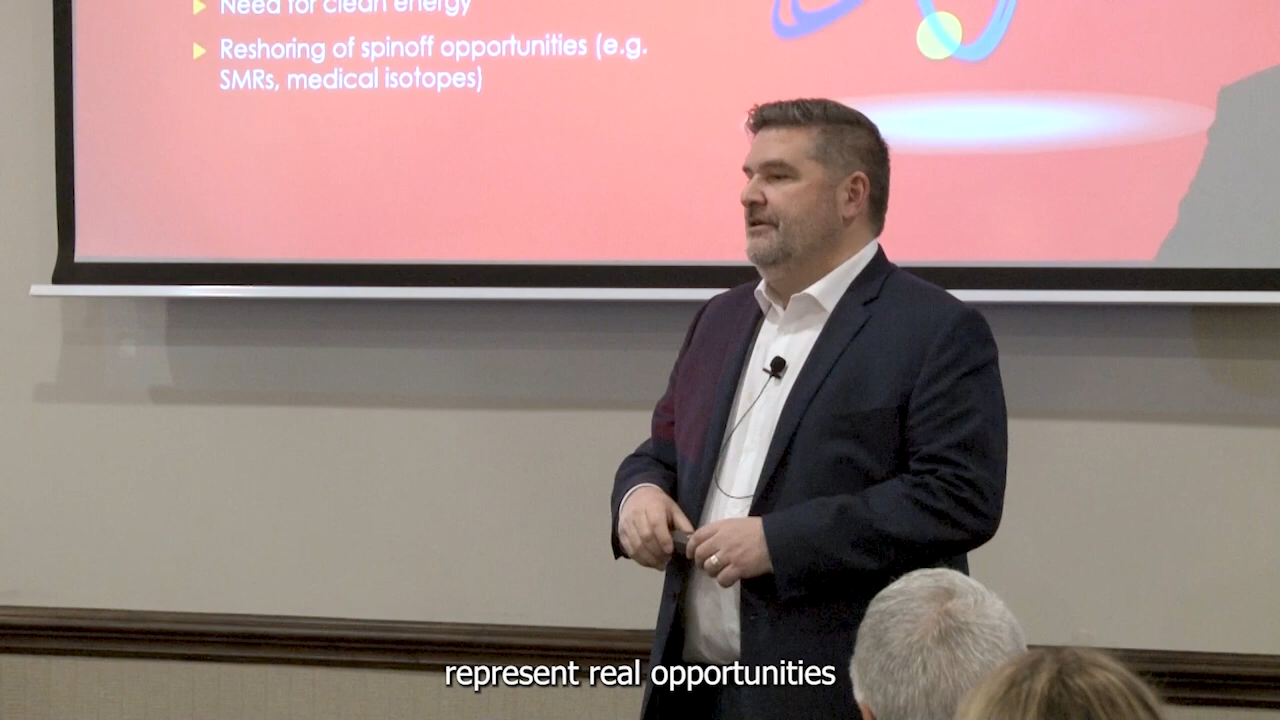 Need for clean energy
Reshoring of spinoff opportunities (e.g.
SMRs, medical isotopes)
represent real opportunities